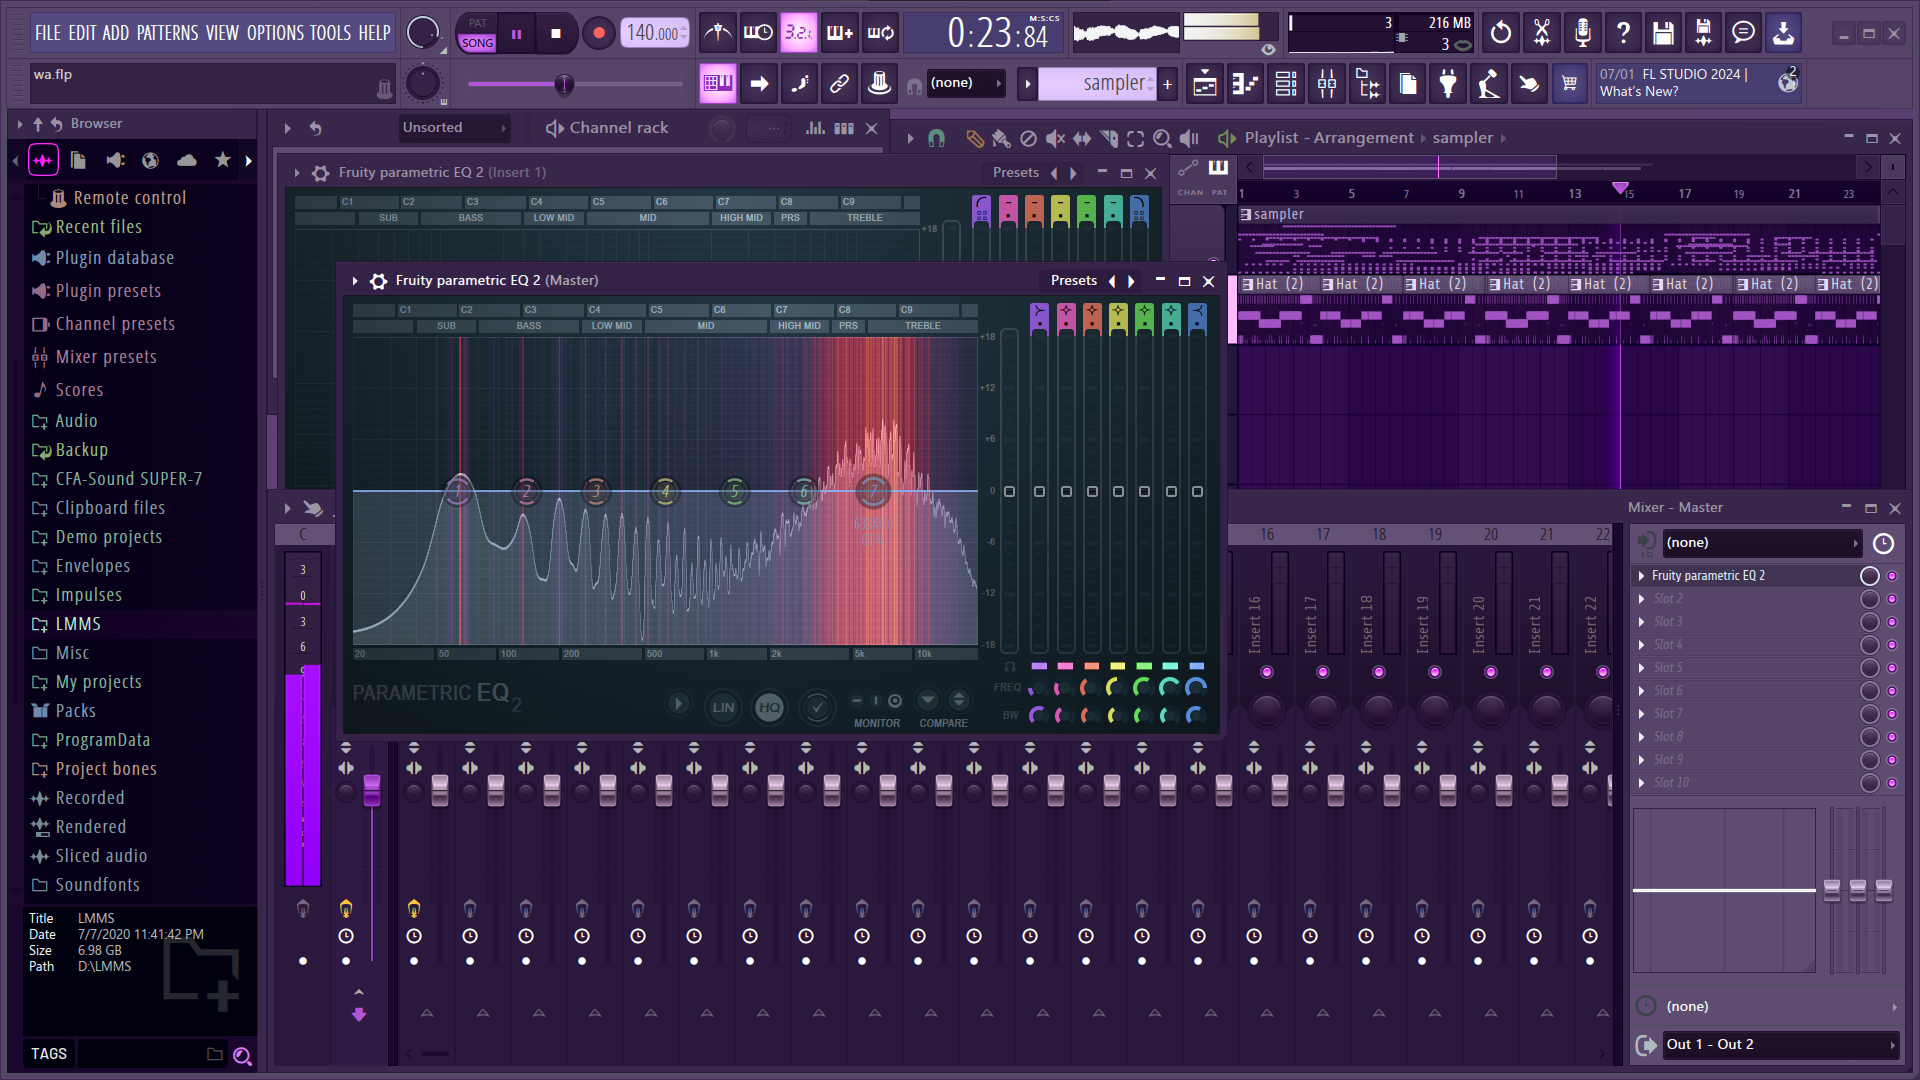 FILE EDIT ADD PATTERNS VIEW OPTIONS TOOLS HELP
PAT
SONG
140.000
3.2.1
0:23:84
M:S:CS
3
216 MB
3
wa.flp
(none)
sampler
07/01 FL STUDIO 2024 |
What's New?
2
Browser
Unsorted
Channel rack
Playlist - Arrangement
sampler
Remote control
Recent files
Plugin database
Plugin presets
Channel presets
Mixer presets
Scores
Audio
Backup
CFA-Sound SUPER-7
Clipboard files
Demo projects
Envelopes
Impulses
LMMS
Misc
My projects
Packs
ProgramData
Project bones
Recorded
Rendered
Sliced audio
Soundfonts
Title LMMS
Date 7/7/2020 11:41:42 PM
Size 6.98 GB
Path D:\LMMS
TAGS
Fruity parametric EQ 2 (Insert 1)
Presets
C1 C2 C3 C4 C5 C6 C7 C8 C9
SUB BASS LOW MID MID HIGH MID PRS TREBLE
+18
Fruity parametric EQ 2 (Master)
Presets
C1 C2 C3 C4 C5 C6 C7 C8 C9
SUB BASS LOW MID MID HIGH MID PRS TREBLE
+18
+12
+6
0
-6
-12
-18
1 2 3 4 5 6 7
20 50 100 200 500 1k 2k 5k 10k
PARAMETRIC EQ 2
LIN
HQ
MONITOR
COMPARE
FREQ
BW
CHAN PAT
1 3 5 7 9 11 13 15 17 19 21 23
sampler
Hat (2) Hat (2) Hat (2) Hat (2) Hat (2) Hat (2) Hat (2) Hat (2)
C
3
0
3
6
16 17 18 19 20 21 22
Insert 16
Insert 17
Insert 18
Insert 19
Insert 20
Insert 21
Insert 22
Mixer - Master
(none)
Fruity parametric EQ 2
Slot 2
Slot 3
Slot 4
Slot 5
Slot 6
Slot 7
Slot 8
Slot 9
Slot 10
(none)
Out 1 - Out 2